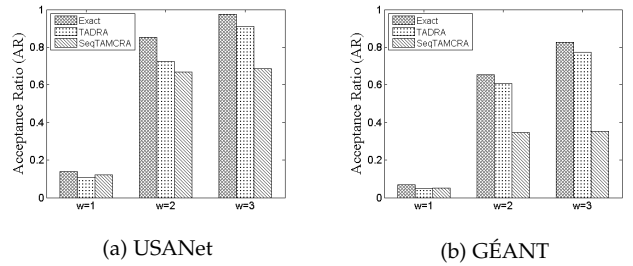 Acceptance Ratio (AR)
1
0.8
0.6
0.4
0.2
0
Exact
TADRA
SeqTAMCRA
w=1 w=2 w=3
(a) USANet
Acceptance Ratio (AR)
1
0.8
0.6
0.4
0.2
0
Exact
TADRA
SeqTAMCRA
w=1 w=2 w=3
(b) GÉANT